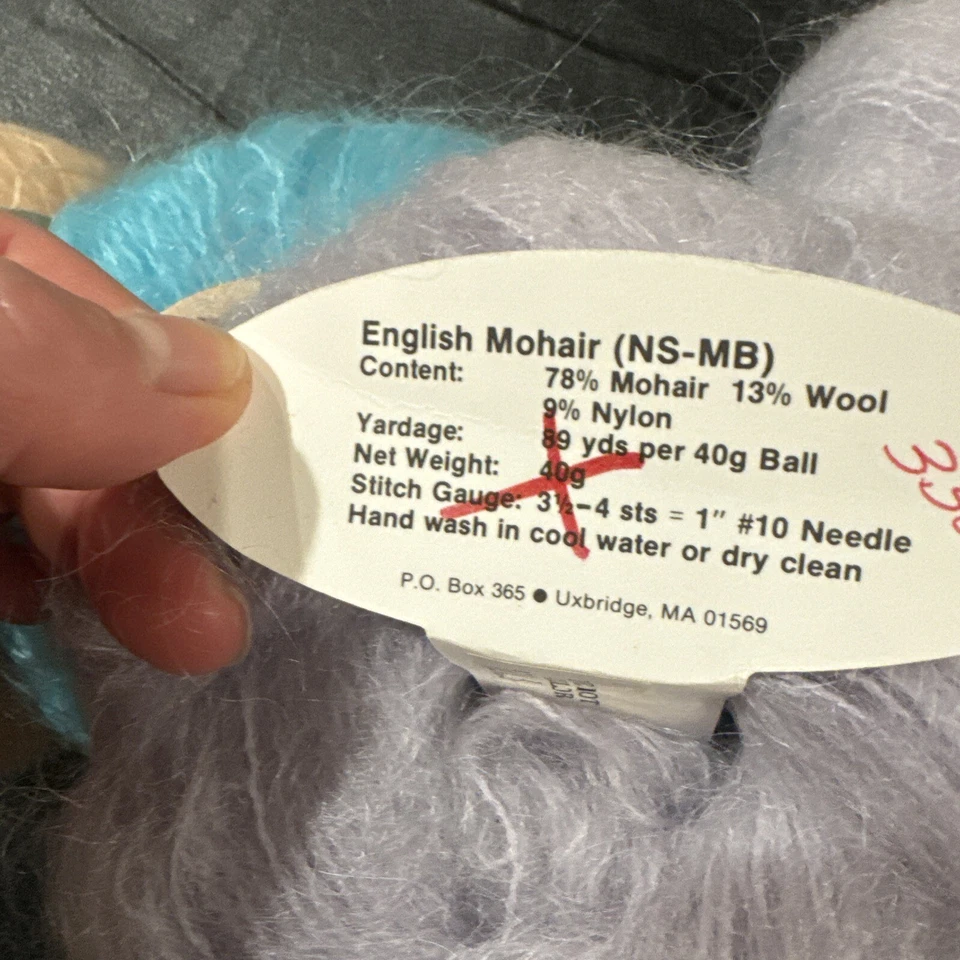 English Mohair (NS-MB)
Content: 78% Mohair 13% Wool
9% Nylon
Yardage: 89 yds per 40g Ball
Net Weight: 40g
Stitch Gauge: 3½-4 sts = 1" #10 Needle
Hand wash in cool water or dry clean
P.O. Box 365 ● Uxbridge, MA 01569